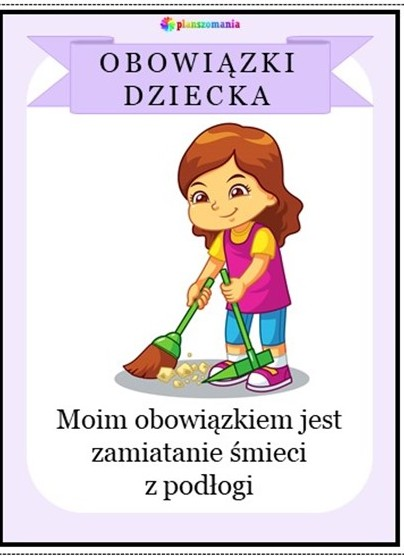 planszomania
OBOWIĄZKI
DZIECKA
Moim obowiązkiem jest
zamiatanie śmieci
z podłogi